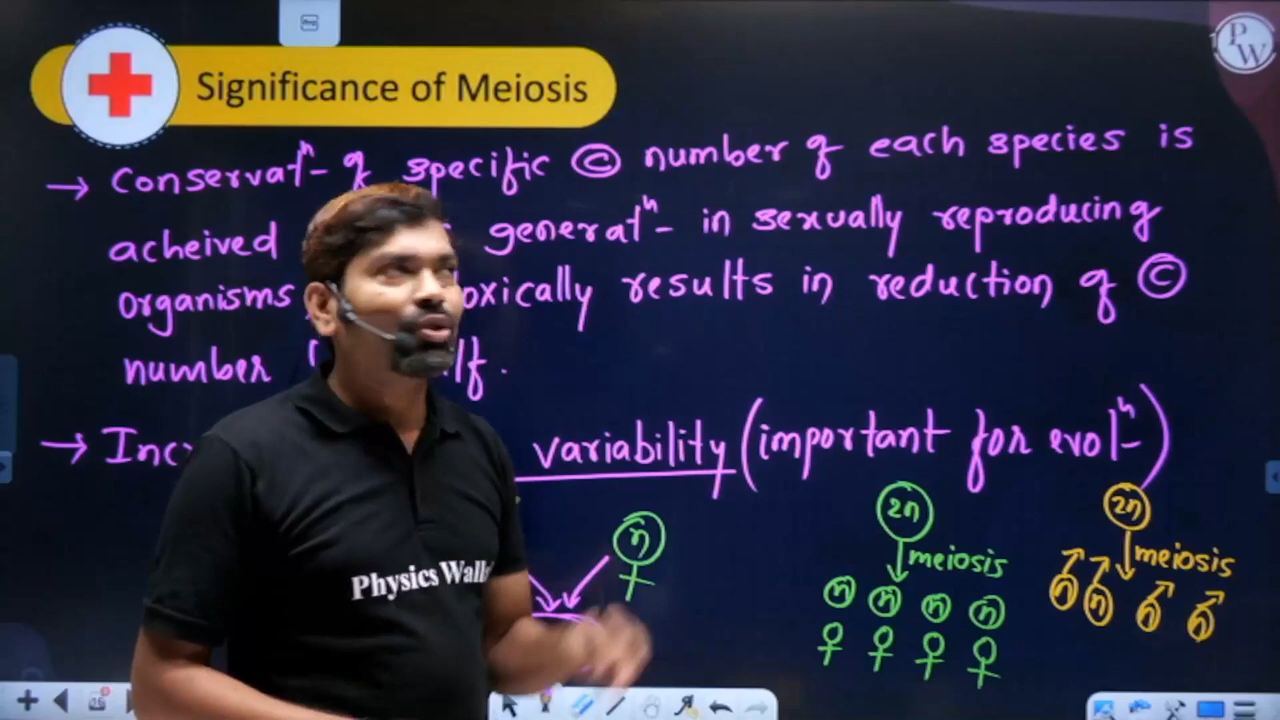 Significance of Meiosis
PW
→ Conservatⁿ of specific © number of each species is
acheived generatⁿ in sexually reproducing
organisms oxically results in reduction of ©
number lf.
→ Inc variability (important for evolⁿ)
n ♀
2n
meiosis
n n n n
♀ ♀ ♀ ♀
2n
meiosis
n n n n
Physics Wall